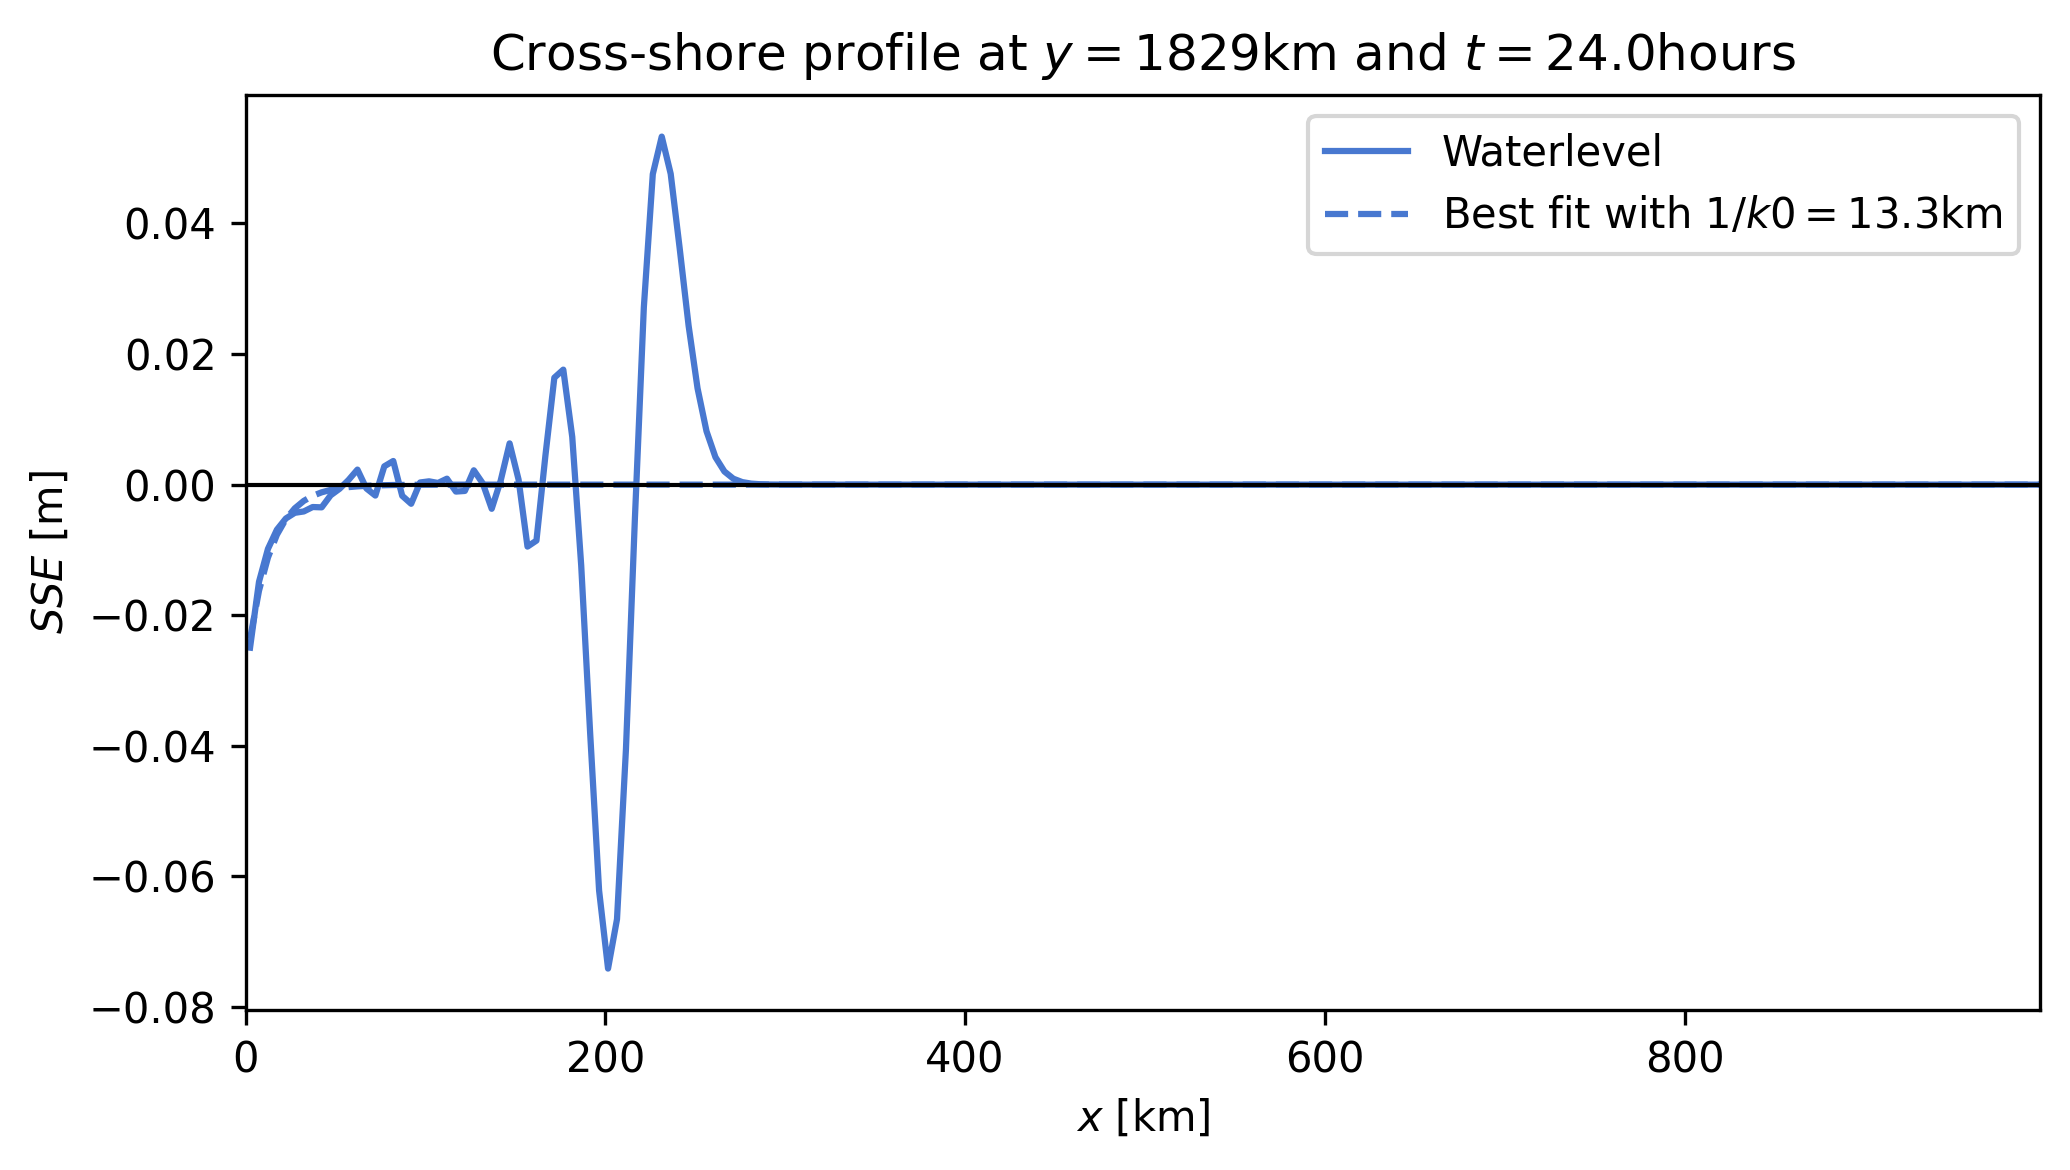 Cross-shore profile at y = 1829km and t = 24.0hours
Waterlevel
Best fit with 1/k0 = 13.3km
SSE [m]
0.04
0.02
0.00
−0.02
−0.04
−0.06
−0.08
0 200 400 600 800
x [km]